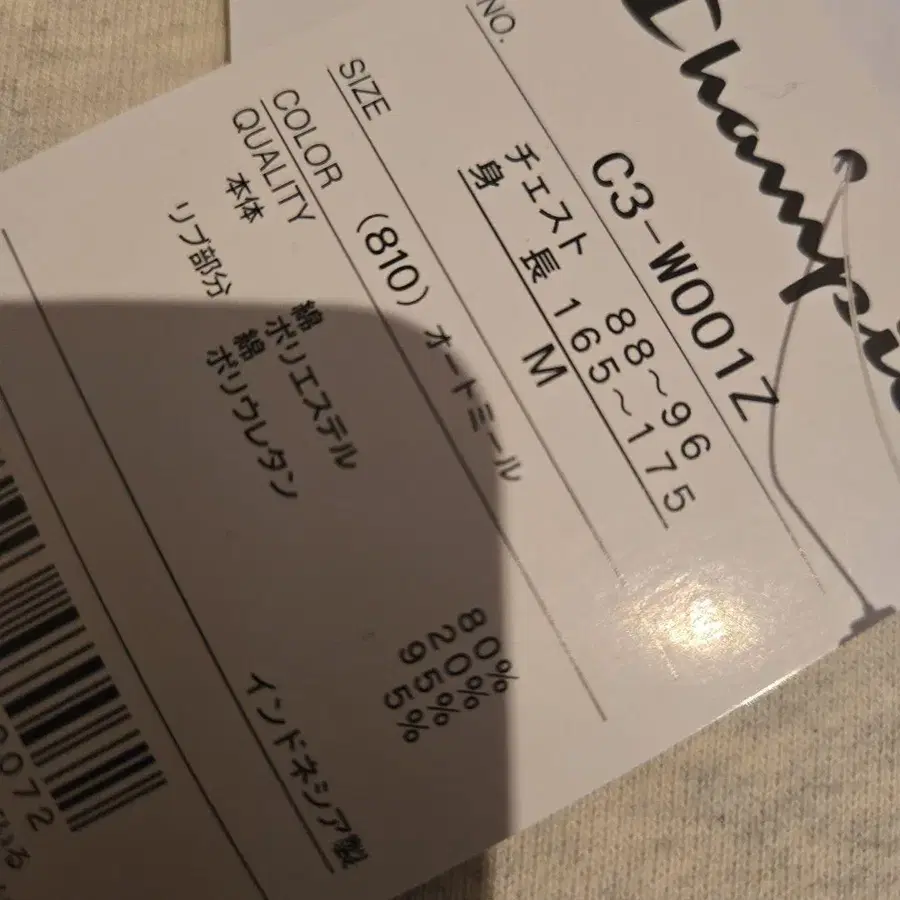 Champi
NO.
C3-W001Z
SIZE
チェスト 88～96
身 長 165～175
M
COLOR (810) オートミール
QUALITY
本体 綿 80%
ポリエステル 20%
リブ部分 綿 95%
ポリウレタン 5%
インドネシア製
072